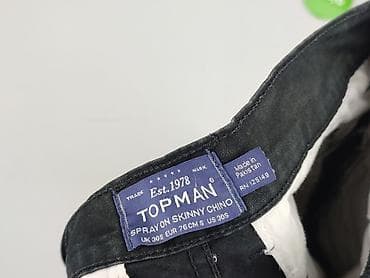 TRADE ★★★★★ MARK
Est. 1978 ®
TOPMAN
SPRAY ON SKINNY CHINO
UK 30S EUR 76CM S US 30S
Made in
Pakistan
RN 125149